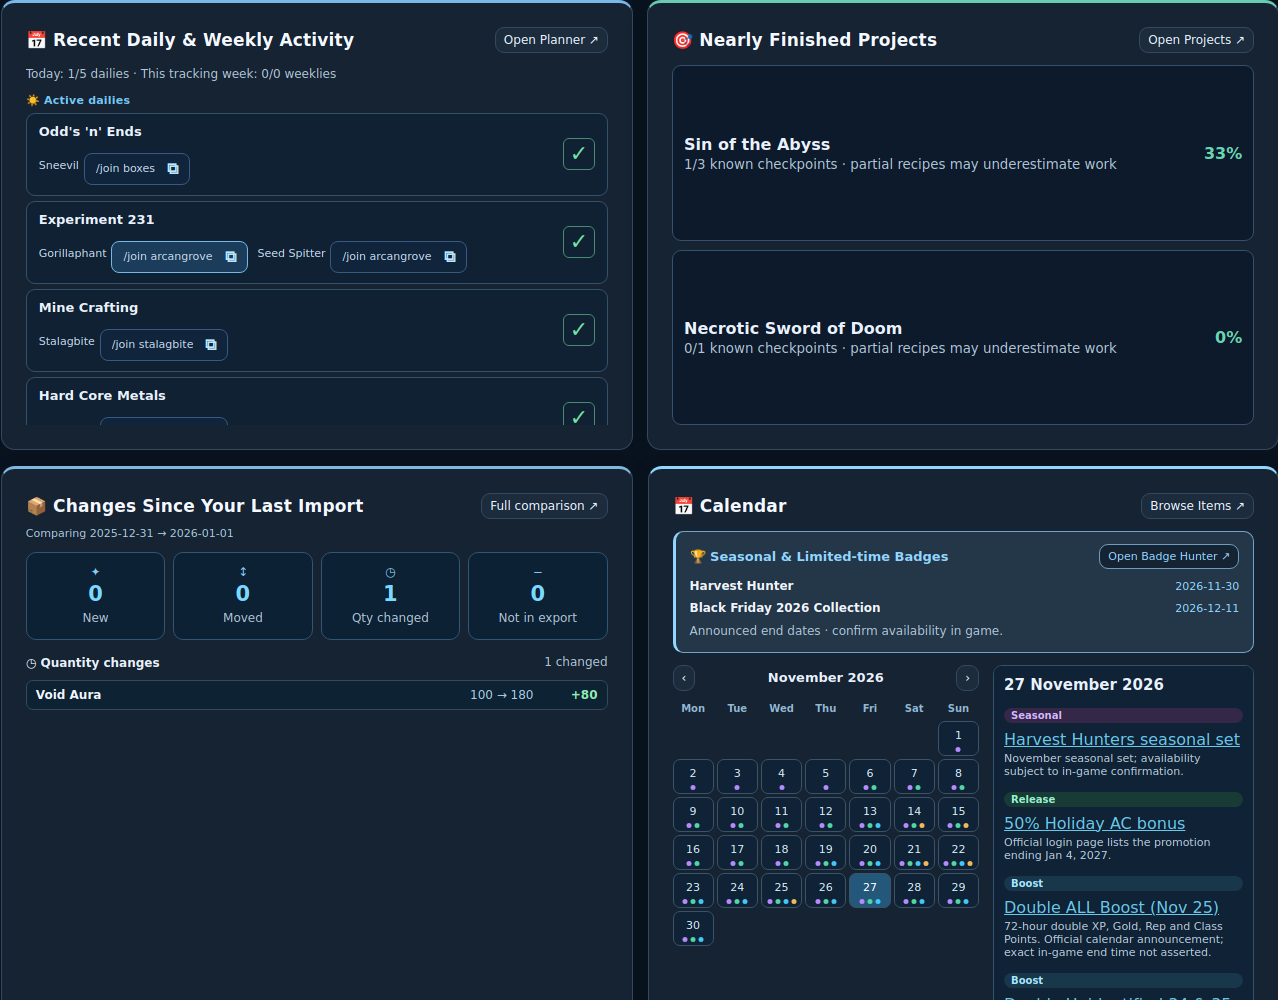 📅 Recent Daily & Weekly Activity
Open Planner ↗
Today: 1/5 dailies · This tracking week: 0/0 weeklies
☀️ Active dailies
Odd's 'n' Ends
Sneevil /join boxes ⧉
✓
Experiment 231
Gorillaphant /join arcangrove ⧉ Seed Spitter /join arcangrove ⧉
✓
Mine Crafting
Stalagbite /join stalagbite ⧉
✓
Hard Core Metals
✓
🎯 Nearly Finished Projects
Open Projects ↗
Sin of the Abyss
1/3 known checkpoints · partial recipes may underestimate work
33%
Necrotic Sword of Doom
0/1 known checkpoints · partial recipes may underestimate work
0%
📦 Changes Since Your Last Import
Full comparison ↗
Comparing 2025-12-31 → 2026-01-01
✦
0
New
↕
0
Moved
◷
1
Qty changed
−
0
Not in export
◷ Quantity changes
1 changed
Void Aura 100 → 180 +80
📅 Calendar
Browse Items ↗
🏆 Seasonal & Limited-time Badges
Open Badge Hunter ↗
Harvest Hunter 2026-11-30
Black Friday 2026 Collection 2026-12-11
Announced end dates · confirm availability in game.
‹ November 2026 ›
Mon Tue Wed Thu Fri Sat Sun
1
2 3 4 5 6 7 8
9 10 11 12 13 14 15
16 17 18 19 20 21 22
23 24 25 26 27 28 29
30
27 November 2026
Seasonal
Harvest Hunters seasonal set
November seasonal set; availability
subject to in-game confirmation.
Release
50% Holiday AC bonus
Official login page lists the promotion
ending Jan 4, 2027.
Boost
Double ALL Boost (Nov 25)
72-hour double XP, Gold, Rep and Class
Points. Official calendar announcement;
exact in-game end time not asserted.
Boost